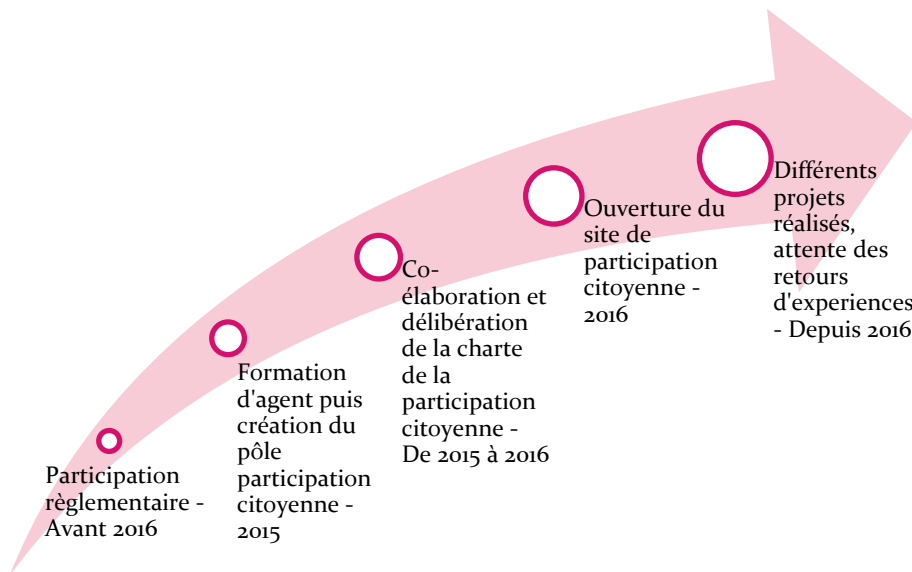 Participation
règlementaire -
Avant 2016
Formation
d'agent puis
création du
pôle
participation
citoyenne -
2015
Co-
élaboration et
délibération
de la charte
de la
participation
citoyenne -
De 2015 à 2016
Ouverture du
site de
participation
citoyenne -
2016
Différents
projets
réalisés,
attente des
retours
d'experiences
- Depuis 2016